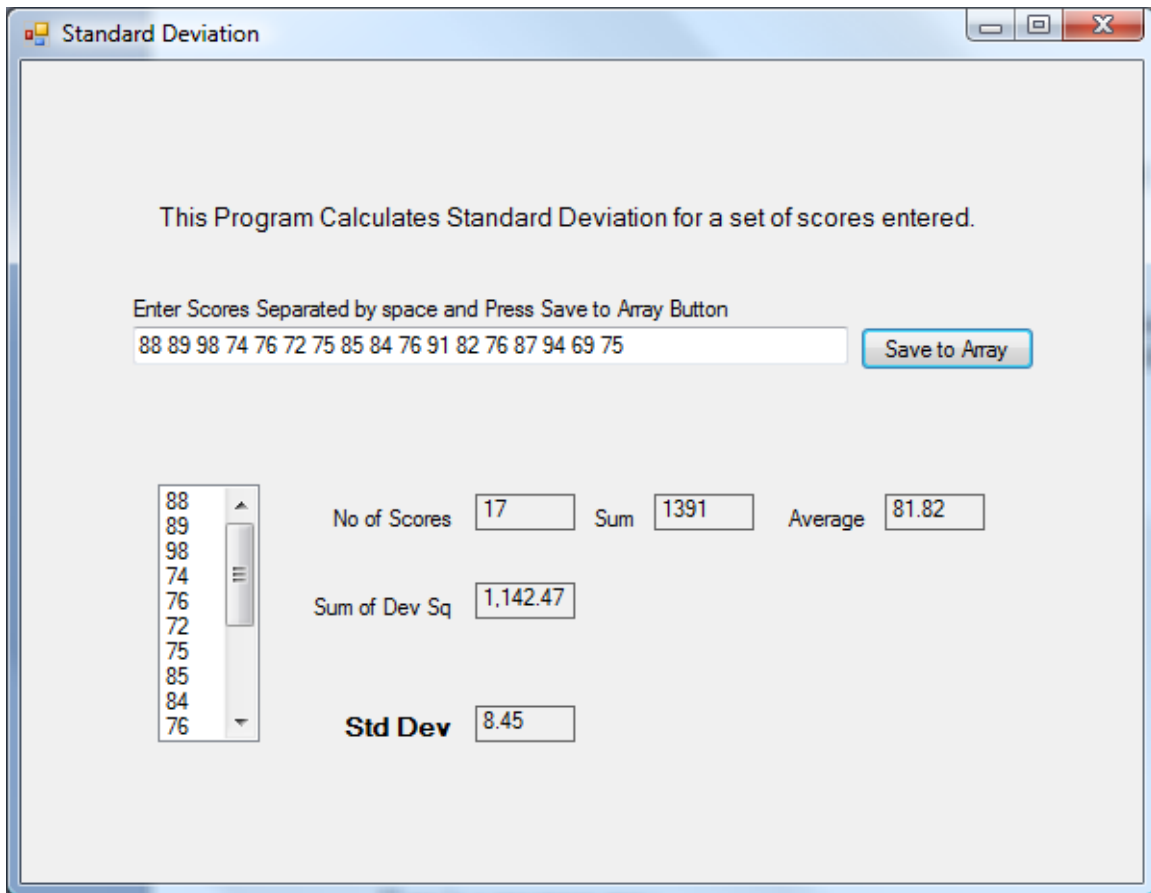 Standard Deviation
This Program Calculates Standard Deviation for a set of scores entered.
Enter Scores Separated by space and Press Save to Array Button
88 89 98 74 76 72 75 85 84 76 91 82 76 87 94 69 75
Save to Array
88
89
98
74
76
72
75
85
84
76
No of Scores 17 Sum 1391 Average 81.82
Sum of Dev Sq 1,142.47
Std Dev 8.45